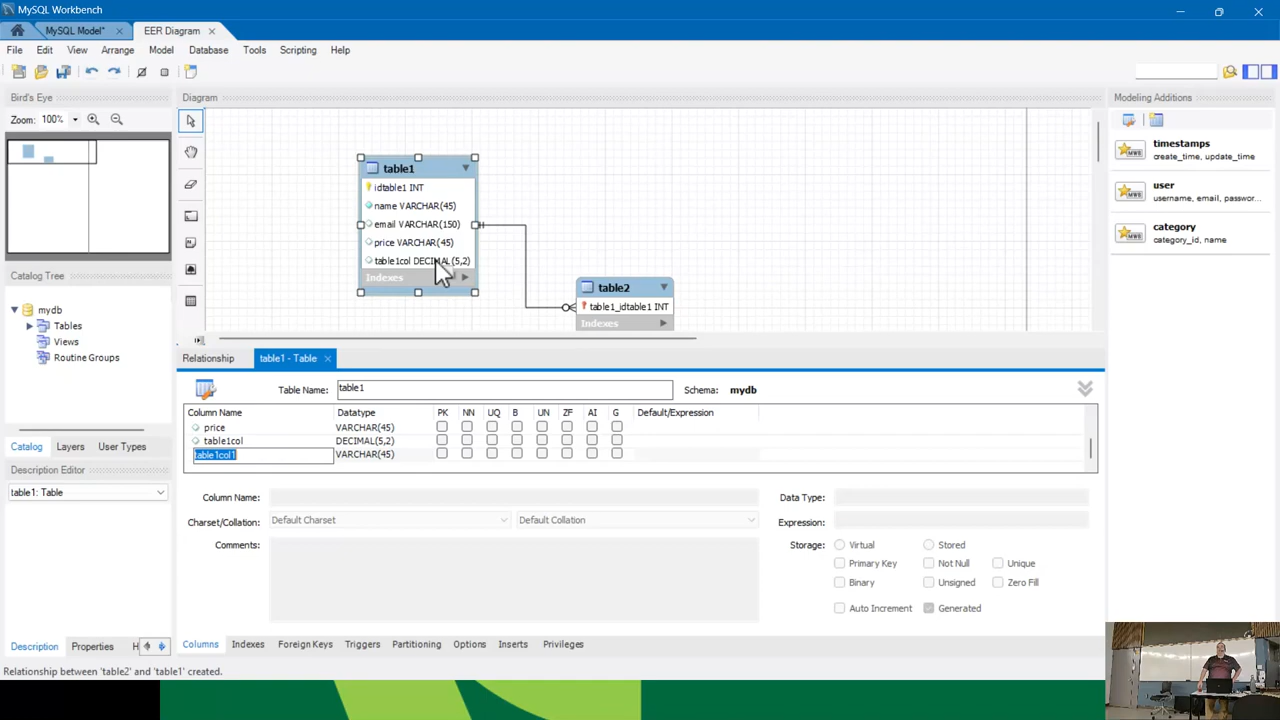 MySQL Workbench
MySQL Model*
EER Diagram
File Edit View Arrange Model Database Tools Scripting Help
Bird's Eye
Zoom: 100%
Diagram
Modeling Additions
timestamps
create_time, update_time
user
username, email, passwor...
category
category_id, name
table1
idtable1 INT
name VARCHAR(45)
email VARCHAR(150)
price VARCHAR(45)
table1col DECIMAL(5,2)
Indexes
table2
table1_idtable1 INT
Indexes
Catalog Tree
mydb
Tables
Views
Routine Groups
Catalog Layers User Types
Description Editor
table1: Table
Description Properties H
Relationship
table1 - Table
Table Name: table1 Schema: mydb
Column Name Datatype PK NN UQ B UN ZF AI G Default/Expression
price VARCHAR(45)
table1col DECIMAL(5,2)
table1col1 VARCHAR(45)
Column Name: Data Type:
Charset/Collation: Default Charset Default Collation Expression:
Comments: Storage: Virtual Stored
Primary Key Not Null Unique
Binary Unsigned Zero Fill
Auto Increment Generated
Columns Indexes Foreign Keys Triggers Partitioning Options Inserts Privileges
Relationship between 'table2' and 'table1' created.